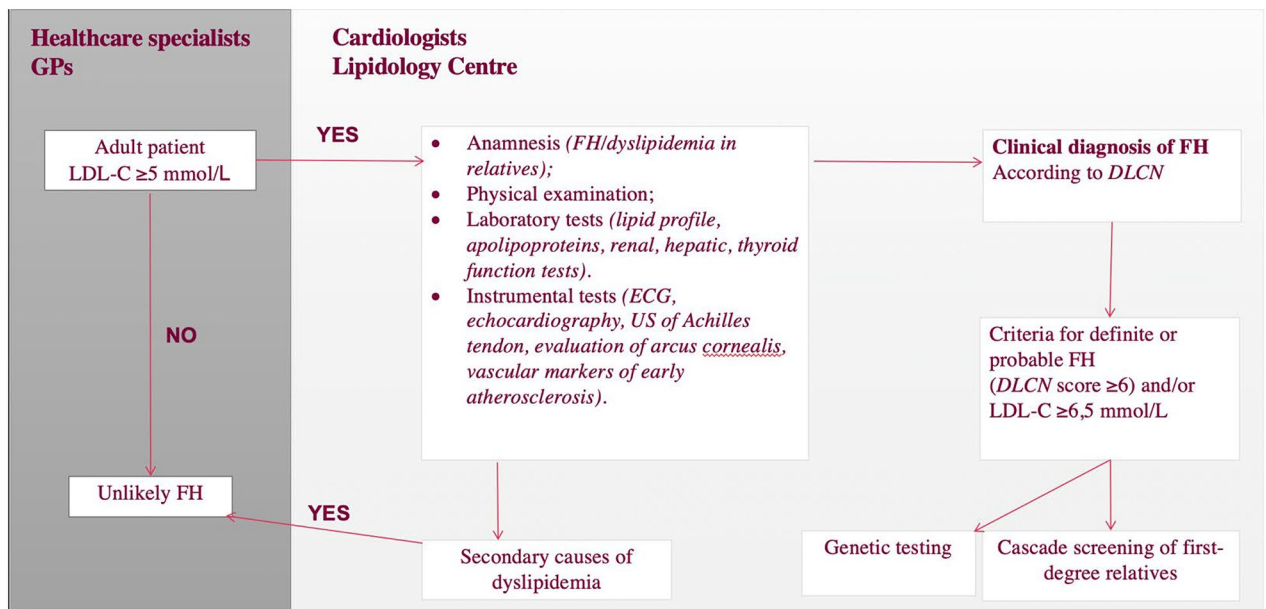 Healthcare specialists
GPs
Cardiologists
Lipidology Centre
Adult patient
LDL-C ≥5 mmol/L
YES
• Anamnesis (FH/dyslipidemia in
relatives);
• Physical examination;
• Laboratory tests (lipid profile,
apolipoproteins, renal, hepatic, thyroid
function tests).
• Instrumental tests (ECG,
echocardiography, US of Achilles
tendon, evaluation of arcus cornealis,
vascular markers of early
atherosclerosis).
Clinical diagnosis of FH
According to DLCN
NO
Criteria for definite or
probable FH
(DLCN score ≥6) and/or
LDL-C ≥6,5 mmol/L
Unlikely FH
YES
Secondary causes of
dyslipidemia
Genetic testing
Cascade screening of first-
degree relatives